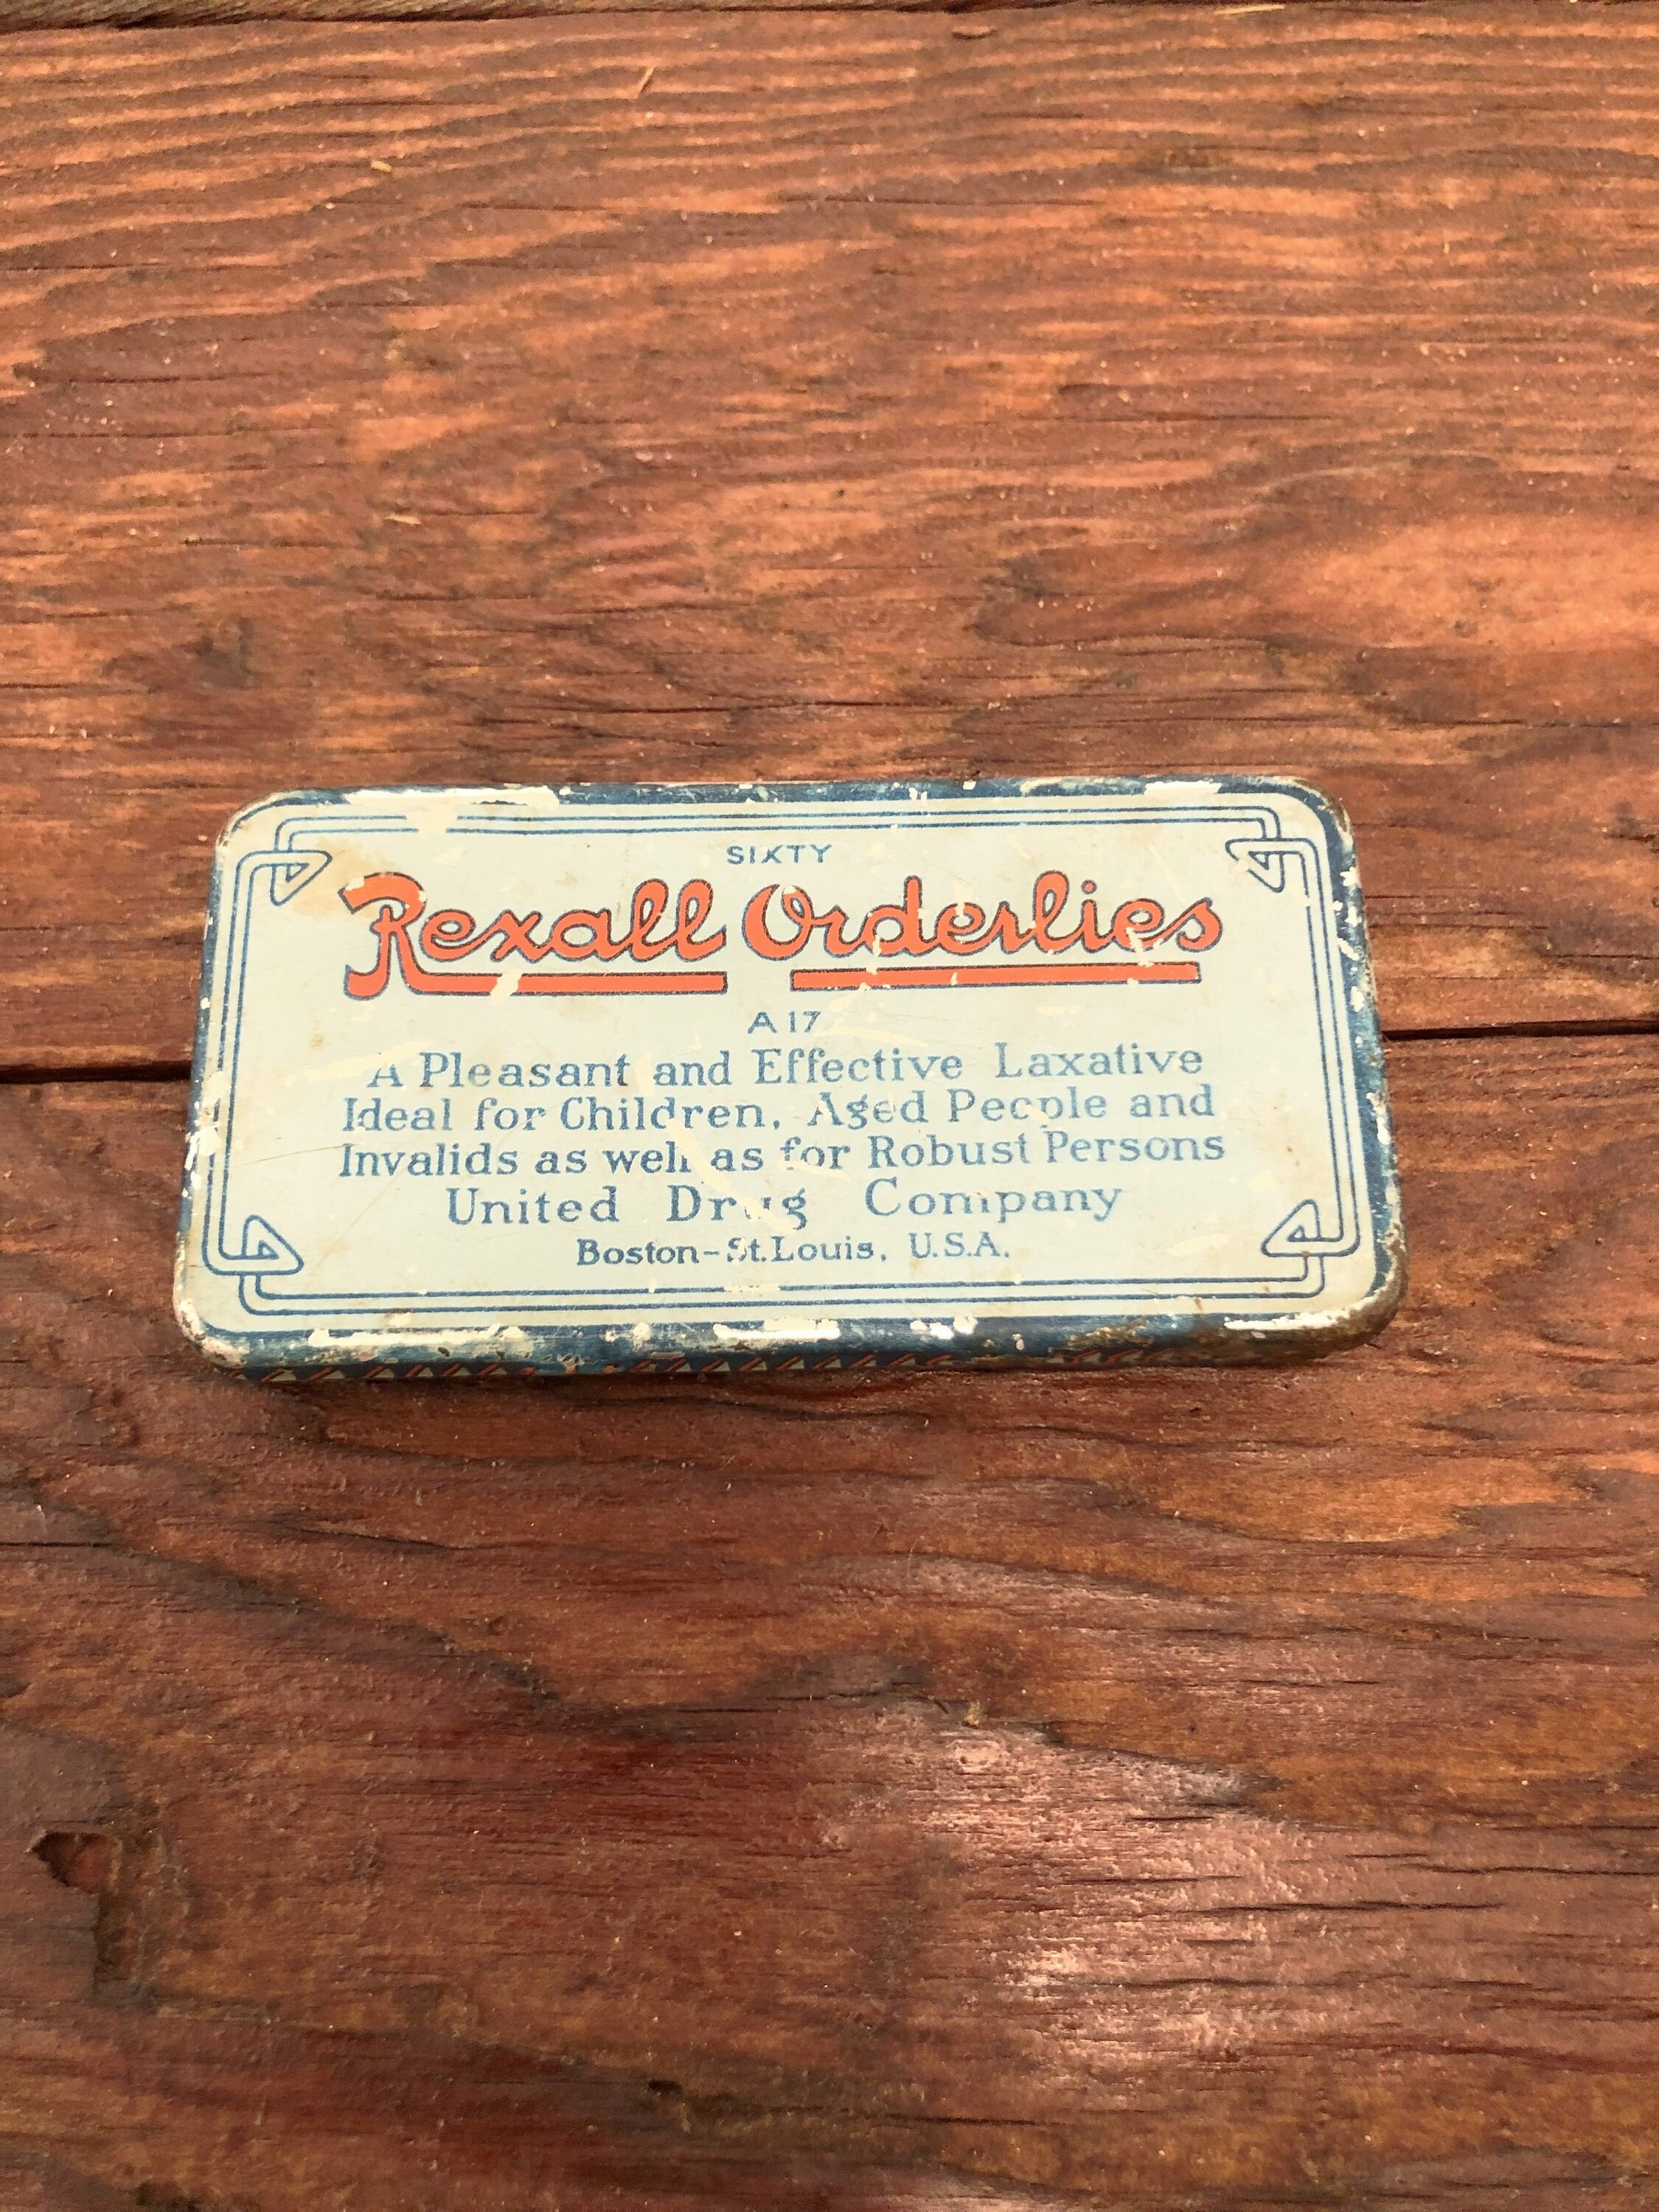 SIXTY
Rexall Orderlies
A 17
A Pleasant and Effective Laxative
Ideal for Children, Aged People and
Invalids as well as for Robust Persons
United Drug Company
Boston-St.Louis, U.S.A.